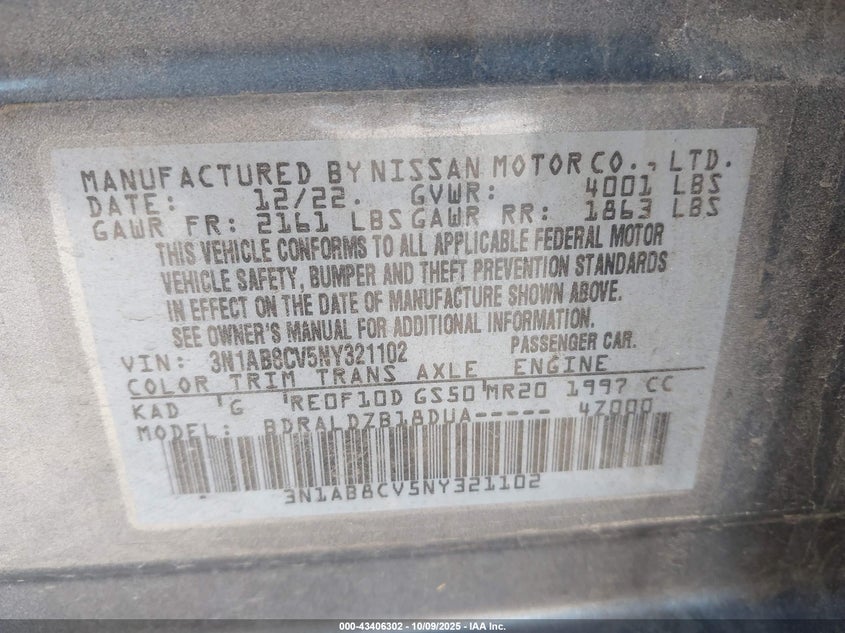 MANUFACTURED BY NISSAN MOTOR CO., LTD.
DATE: 12/22. GVWR: 4001 LBS
GAWR FR: 2161 LBS GAWR RR: 1863 LBS
THIS VEHICLE CONFORMS TO ALL APPLICABLE FEDERAL MOTOR
VEHICLE SAFETY, BUMPER AND THEFT PREVENTION STANDARDS
IN EFFECT ON THE DATE OF MANUFACTURE SHOWN ABOVE.
SEE OWNER'S MANUAL FOR ADDITIONAL INFORMATION.
VIN: 3N1AB8CV5NY321102 PASSENGER CAR.
COLOR TRIM TRANS AXLE ENGINE
KAD G RE0F10D GS50 MR20 1997 CC
MODEL: BDRALDZB18DUA----- 4Z000
3N1AB8CV5NY321102
000-43406302 - 10/09/2025 - IAA Inc.